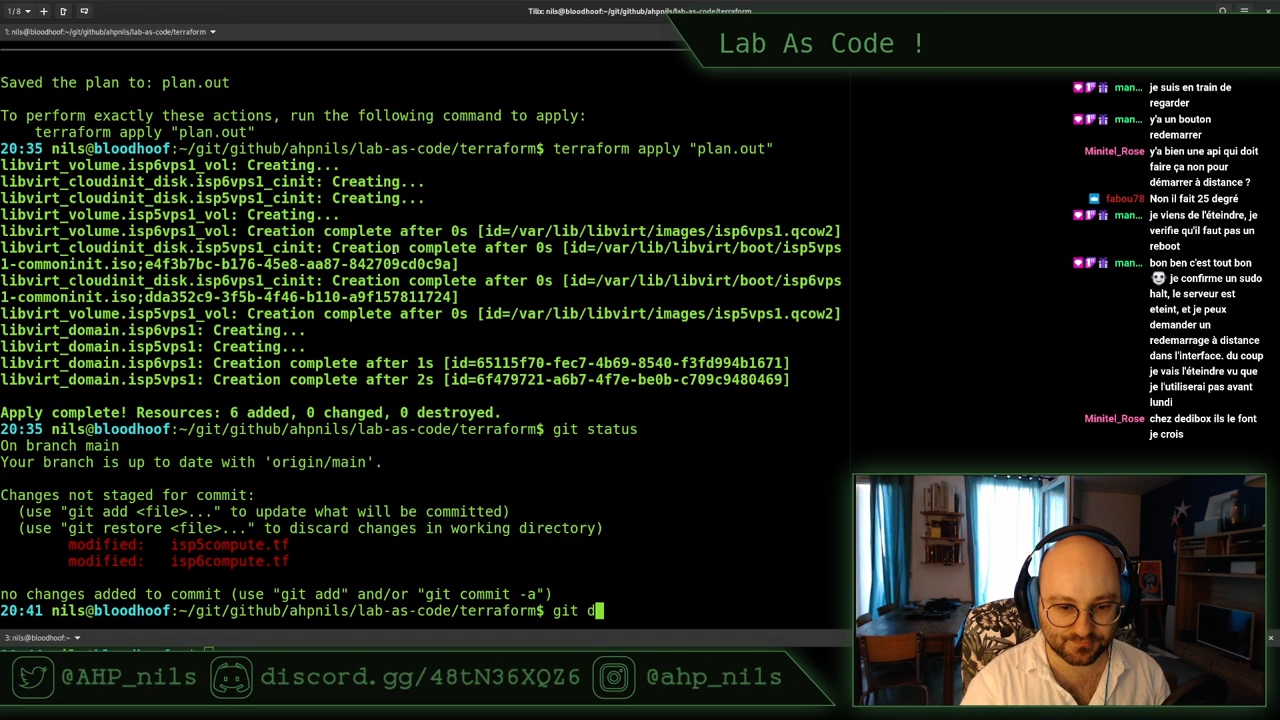 1/8
Tilix: nils@bloodhoof:~/git/github/ahpnils/lab-as-code/terraform
1: nils@bloodhoof:~/git/github/ahpnils/lab-as-code/terraform
Lab As Code !
Saved the plan to: plan.out
To perform exactly these actions, run the following command to apply:
terraform apply "plan.out"
20:35 nils@bloodhoof:~/git/github/ahpnils/lab-as-code/terraform$ terraform apply "plan.out"
libvirt_volume.isp6vps1_vol: Creating...
libvirt_cloudinit_disk.isp6vps1_cinit: Creating...
libvirt_cloudinit_disk.isp5vps1_cinit: Creating...
libvirt_volume.isp5vps1_vol: Creating...
libvirt_volume.isp6vps1_vol: Creation complete after 0s [id=/var/lib/libvirt/images/isp6vps1.qcow2]
libvirt_cloudinit_disk.isp5vps1_cinit: Creation complete after 0s [id=/var/lib/libvirt/boot/isp5vps
1-commoninit.iso;e4f3b7bc-b176-45e8-aa87-842709cd0c9a]
libvirt_cloudinit_disk.isp6vps1_cinit: Creation complete after 0s [id=/var/lib/libvirt/boot/isp6vps
1-commoninit.iso;dda352c9-3f5b-4f46-b110-a9f157811724]
libvirt_volume.isp5vps1_vol: Creation complete after 0s [id=/var/lib/libvirt/images/isp5vps1.qcow2]
libvirt_domain.isp6vps1: Creating...
libvirt_domain.isp5vps1: Creating...
libvirt_domain.isp6vps1: Creation complete after 1s [id=65115f70-fec7-4b69-8540-f3fd994b1671]
libvirt_domain.isp5vps1: Creation complete after 2s [id=6f479721-a6b7-4f7e-be0b-c709c9480469]
Apply complete! Resources: 6 added, 0 changed, 0 destroyed.
20:35 nils@bloodhoof:~/git/github/ahpnils/lab-as-code/terraform$ git status
On branch main
Your branch is up to date with 'origin/main'.
Changes not staged for commit:
(use "git add <file>..." to update what will be committed)
(use "git restore <file>..." to discard changes in working directory)
modified: isp5compute.tf
modified: isp6compute.tf
no changes added to commit (use "git add" and/or "git commit -a")
20:41 nils@bloodhoof:~/git/github/ahpnils/lab-as-code/terraform$ git d
3: nils@bloodhoof:~
man... je suis en train de
regarder
man... y'a un bouton
redemarrer
Minitel_Rose y'a bien une api qui doit
faire ça non pour
démarrer à distance ?
fabou78 Non il fait 25 degré
man... je viens de l'éteindre, je
verifie qu'il faut pas un
reboot
man... bon ben c'est tout bon
je confirme un sudo
halt, le serveur est
eteint, et je peux
demander un
redemarrage à distance
dans l'interface. du coup
je vais l'éteindre vu que
je l'utiliserai pas avant
lundi
Minitel_Rose chez dedibox ils le font
je crois
@AHP_nils
discord.gg/48tN36XQZ6
@ahp_nils